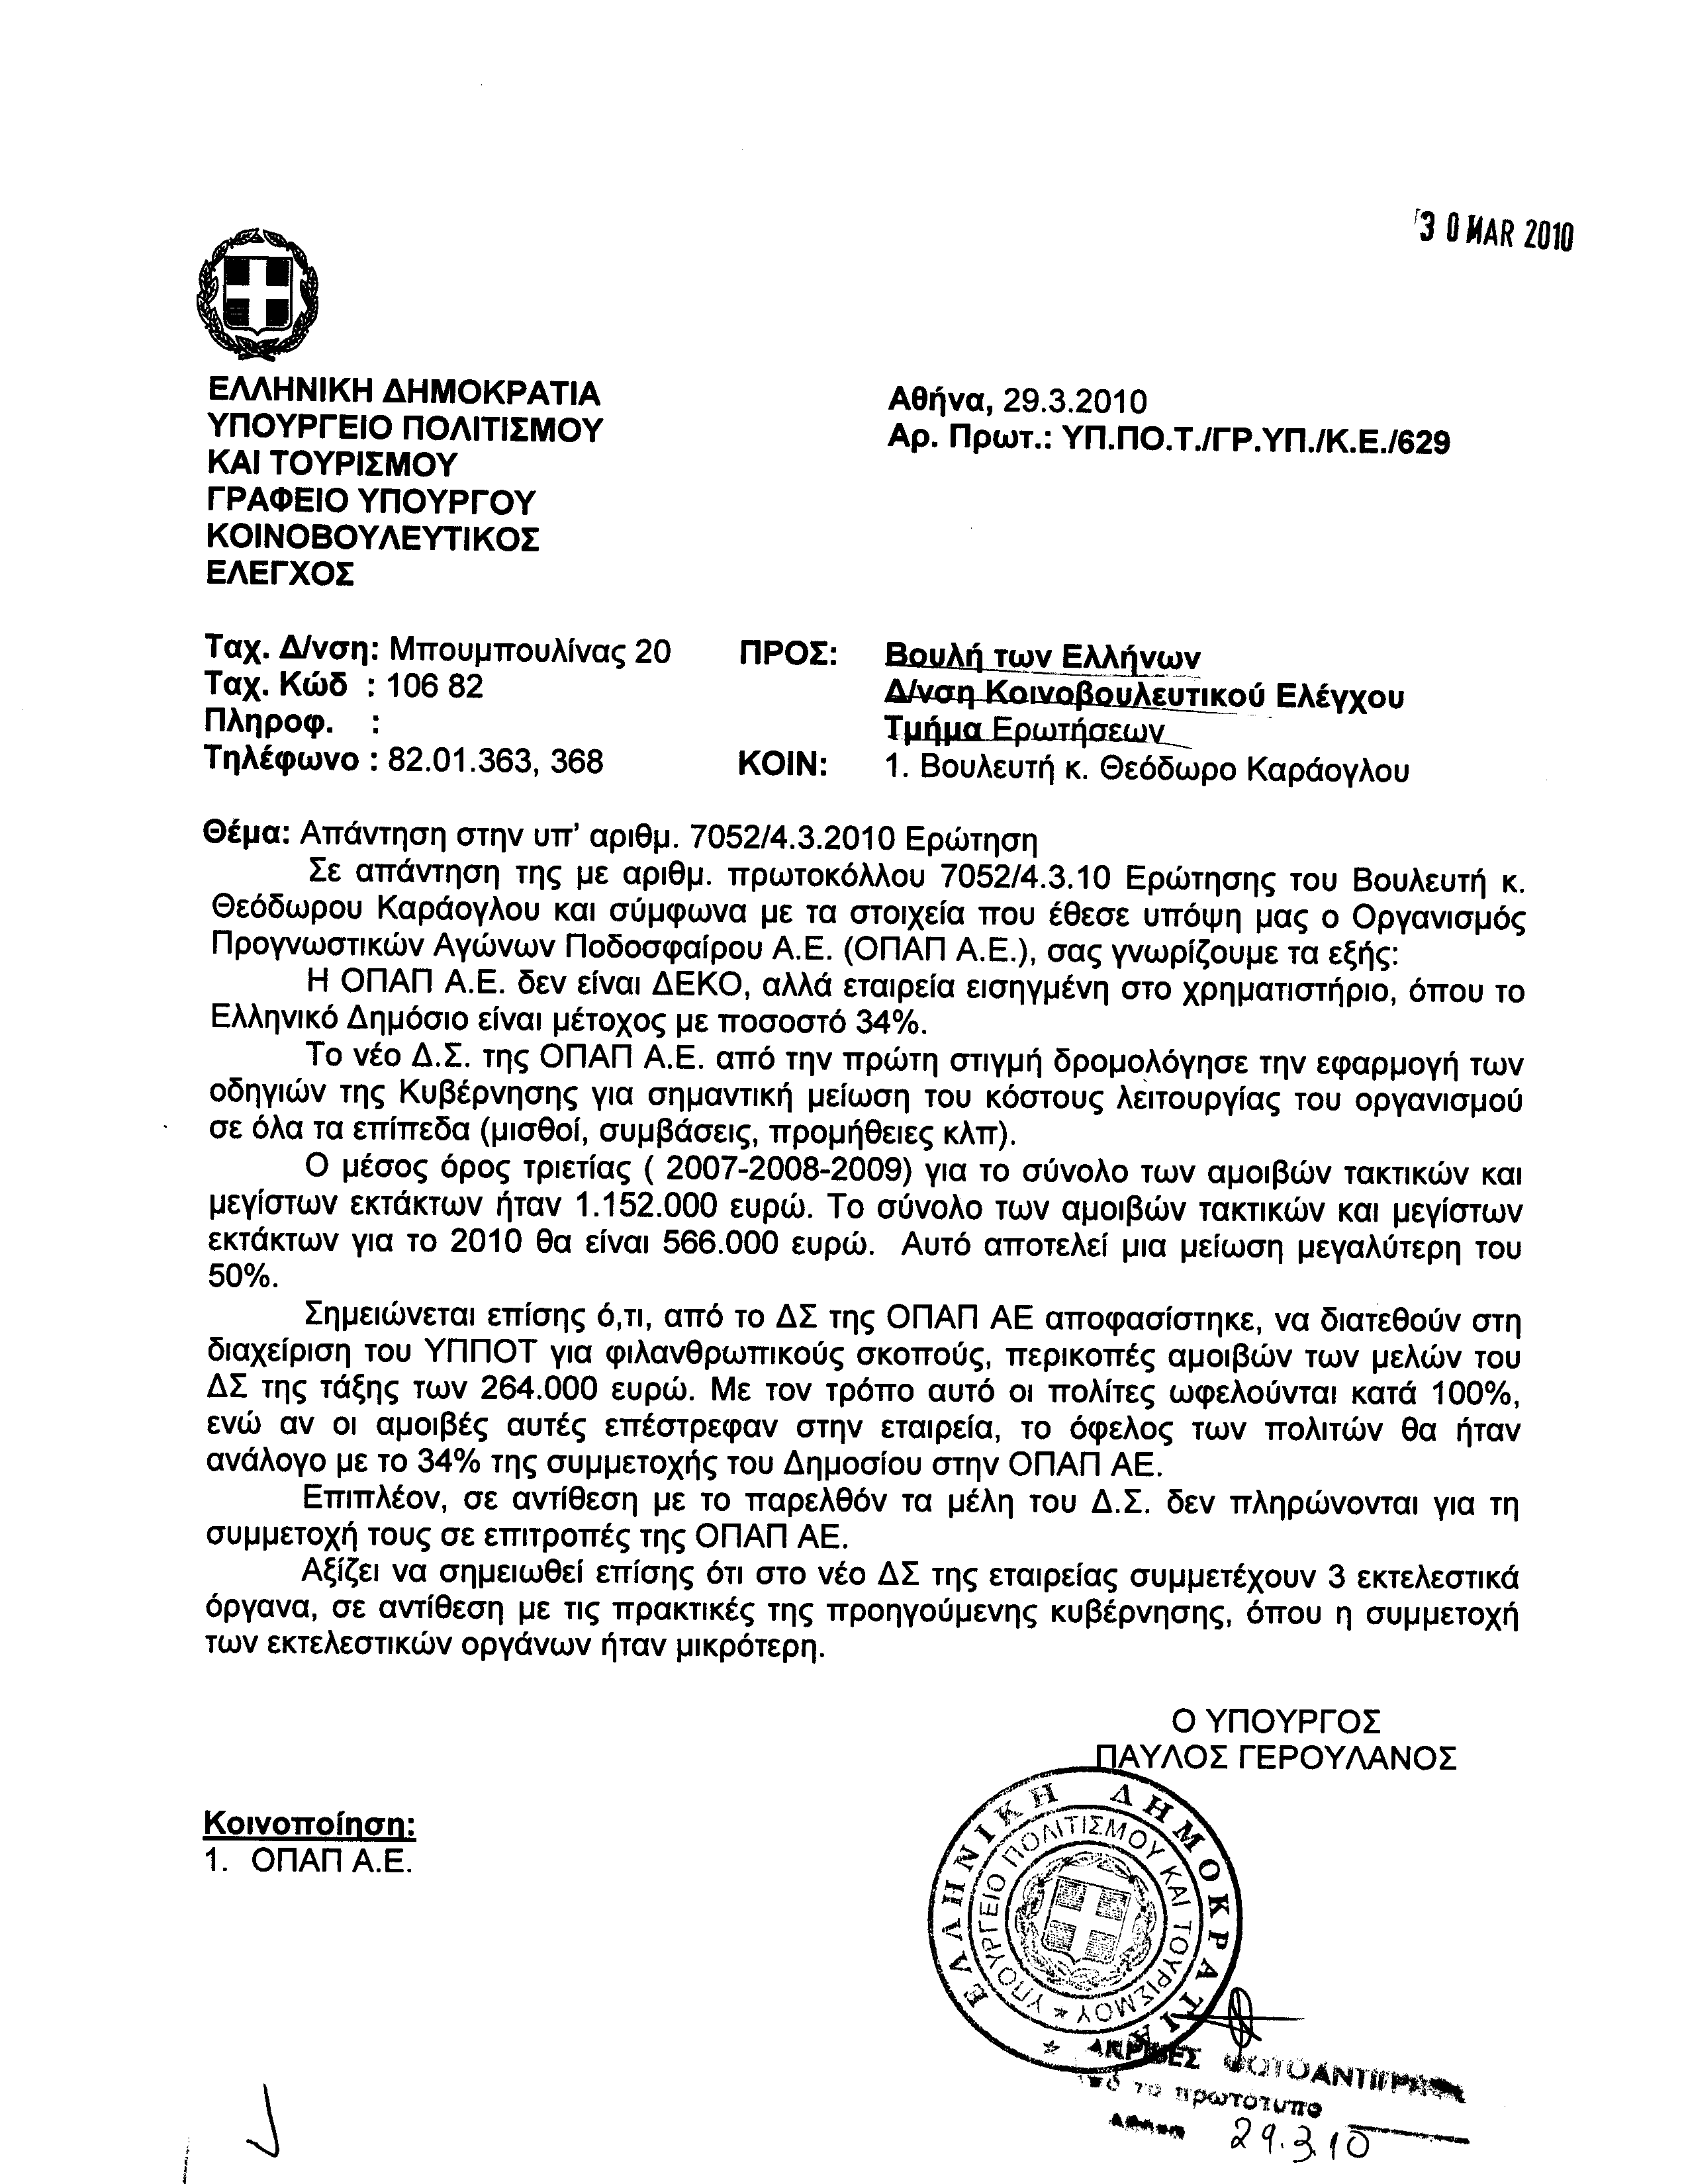 30 MAR 2010
ΕΛΛΗΝΙΚΗ ΔΗΜΟΚΡΑΤΙΑ
ΥΠΟΥΡΓΕΙΟ ΠΟΛΙΤΙΣΜΟΥ
ΚΑΙ ΤΟΥΡΙΣΜΟΥ
ΓΡΑΦΕΙΟ ΥΠΟΥΡΓΟΥ
ΚΟΙΝΟΒΟΥΛΕΥΤΙΚΟΣ
ΕΛΕΓΧΟΣ
Αθήνα, 29.3.2010
Αρ. Πρωτ.: ΥΠ.ΠΟ.Τ./ΓΡ.ΥΠ./Κ.Ε./629
Ταχ. Δ/νση: Μπουμπουλίνας 20
Ταχ. Κώδ : 106 82
Πληροφ. :
Τηλέφωνο : 82.01.363, 368
ΠΡΟΣ: Βουλή των Ελλήνων
Δ/νση Κοινοβουλευτικού Ελέγχου
Τμήμα Ερωτήσεων
ΚΟΙΝ: 1. Βουλευτή κ. Θεόδωρο Καράογλου
Θέμα: Απάντηση στην υπ' αριθμ. 7052/4.3.2010 Ερώτηση
Σε απάντηση της με αριθμ. πρωτοκόλλου 7052/4.3.10 Ερώτησης του Βουλευτή κ.
Θεόδωρου Καράογλου και σύμφωνα με τα στοιχεία που έθεσε υπόψη μας ο Οργανισμός
Προγνωστικών Αγώνων Ποδοσφαίρου Α.Ε. (ΟΠΑΠ Α.Ε.), σας γνωρίζουμε τα εξής:
Η ΟΠΑΠ Α.Ε. δεν είναι ΔΕΚΟ, αλλά εταιρεία εισηγμένη στο χρηματιστήριο, όπου το
Ελληνικό Δημόσιο είναι μέτοχος με ποσοστό 34%.
Το νέο Δ.Σ. της ΟΠΑΠ Α.Ε. από την πρώτη στιγμή δρομολόγησε την εφαρμογή των
οδηγιών της Κυβέρνησης για σημαντική μείωση του κόστους λειτουργίας του οργανισμού
σε όλα τα επίπεδα (μισθοί, συμβάσεις, προμήθειες κλπ).
Ο μέσος όρος τριετίας ( 2007-2008-2009) για το σύνολο των αμοιβών τακτικών και
μεγίστων εκτάκτων ήταν 1.152.000 ευρώ. Το σύνολο των αμοιβών τακτικών και μεγίστων
εκτάκτων για το 2010 θα είναι 566.000 ευρώ. Αυτό αποτελεί μια μείωση μεγαλύτερη του
50%.
Σημειώνεται επίσης ό,τι, από το ΔΣ της ΟΠΑΠ ΑΕ αποφασίστηκε, να διατεθούν στη
διαχείριση του ΥΠΠΟΤ για φιλανθρωπικούς σκοπούς, περικοπές αμοιβών των μελών του
ΔΣ της τάξης των 264.000 ευρώ. Με τον τρόπο αυτό οι πολίτες ωφελούνται κατά 100%,
ενώ αν οι αμοιβές αυτές επέστρεφαν στην εταιρεία, το όφελος των πολιτών θα ήταν
ανάλογο με το 34% της συμμετοχής του Δημοσίου στην ΟΠΑΠ ΑΕ.
Επιπλέον, σε αντίθεση με το παρελθόν τα μέλη του Δ.Σ. δεν πληρώνονται για τη
συμμετοχή τους σε επιτροπές της ΟΠΑΠ ΑΕ.
Αξίζει να σημειωθεί επίσης ότι στο νέο ΔΣ της εταιρείας συμμετέχουν 3 εκτελεστικά
όργανα, σε αντίθεση με τις πρακτικές της προηγούμενης κυβέρνησης, όπου η συμμετοχή
των εκτελεστικών οργάνων ήταν μικρότερη.
Ο ΥΠΟΥΡΓΟΣ
ΠΑΥΛΟΣ ΓΕΡΟΥΛΑΝΟΣ
Κοινοποίηση:
1. ΟΠΑΠ Α.Ε.
ΕΛΛΗΝΙΚΗ ΔΗΜΟΚΡΑΤΙΑ
ΥΠΟΥΡΓΕΙΟ ΠΟΛΙΤΙΣΜΟΥ ΚΑΙ ΤΟΥΡΙΣΜΟΥ
ΑΚΡΙΒΕΣ ΦΩΤΟΑΝΤΙΓΡΑΦΟ
από το πρωτότυπο
Αθήνα 29.3.10